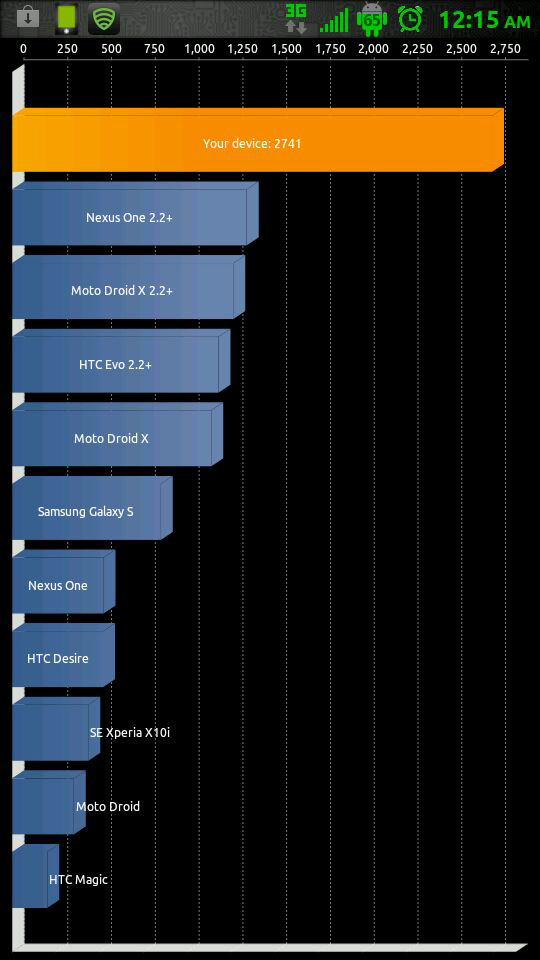 3G 65 12:15 AM
0 250 500 750 1,000 1,250 1,500 1,750 2,000 2,250 2,500 2,750
Your device: 2741
Nexus One 2.2+
Moto Droid X 2.2+
HTC Evo 2.2+
Moto Droid X
Samsung Galaxy S
Nexus One
HTC Desire
SE Xperia X10i
Moto Droid
HTC Magic